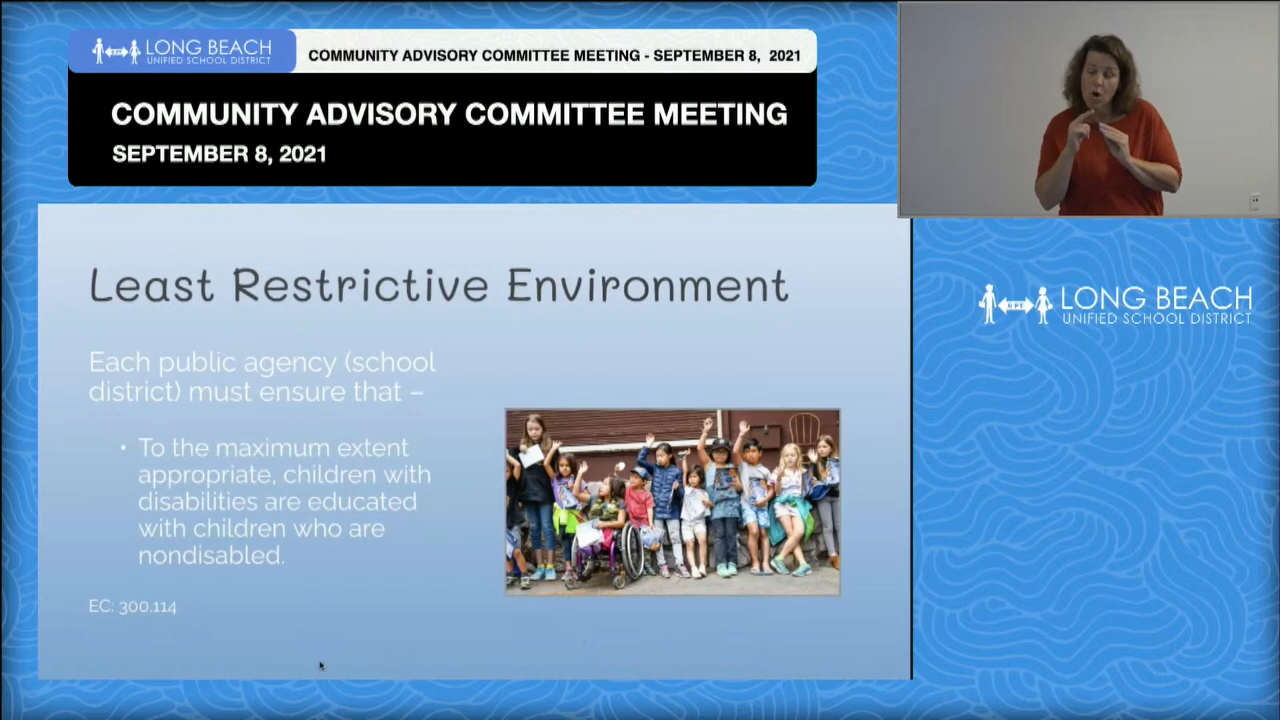 LONG BEACH
UNIFIED SCHOOL DISTRICT
COMMUNITY ADVISORY COMMITTEE MEETING - SEPTEMBER 8, 2021
COMMUNITY ADVISORY COMMITTEE MEETING
SEPTEMBER 8, 2021
Least Restrictive Environment
Each public agency (school
district) must ensure that –
• To the maximum extent
appropriate, children with
disabilities are educated
with children who are
nondisabled.
EC: 300.114
LONG BEACH
UNIFIED SCHOOL DISTRICT